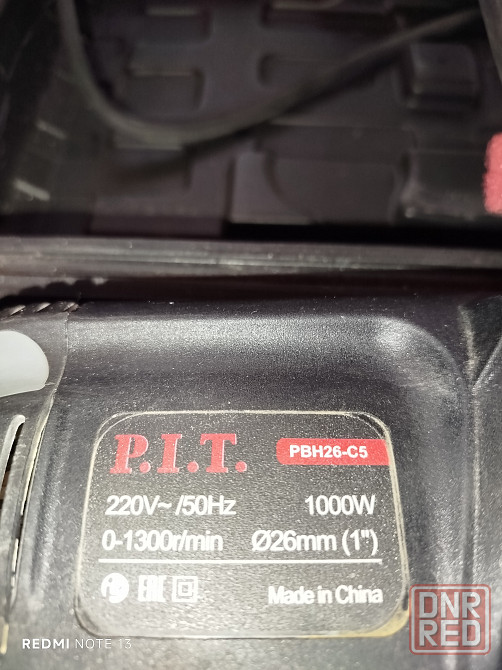 P.I.T. PBH26-C5
220V~ /50Hz 1000W
0-1300r/min Ø26mm (1")
EAC Made in China
DNR
RED
REDMI NOTE 13